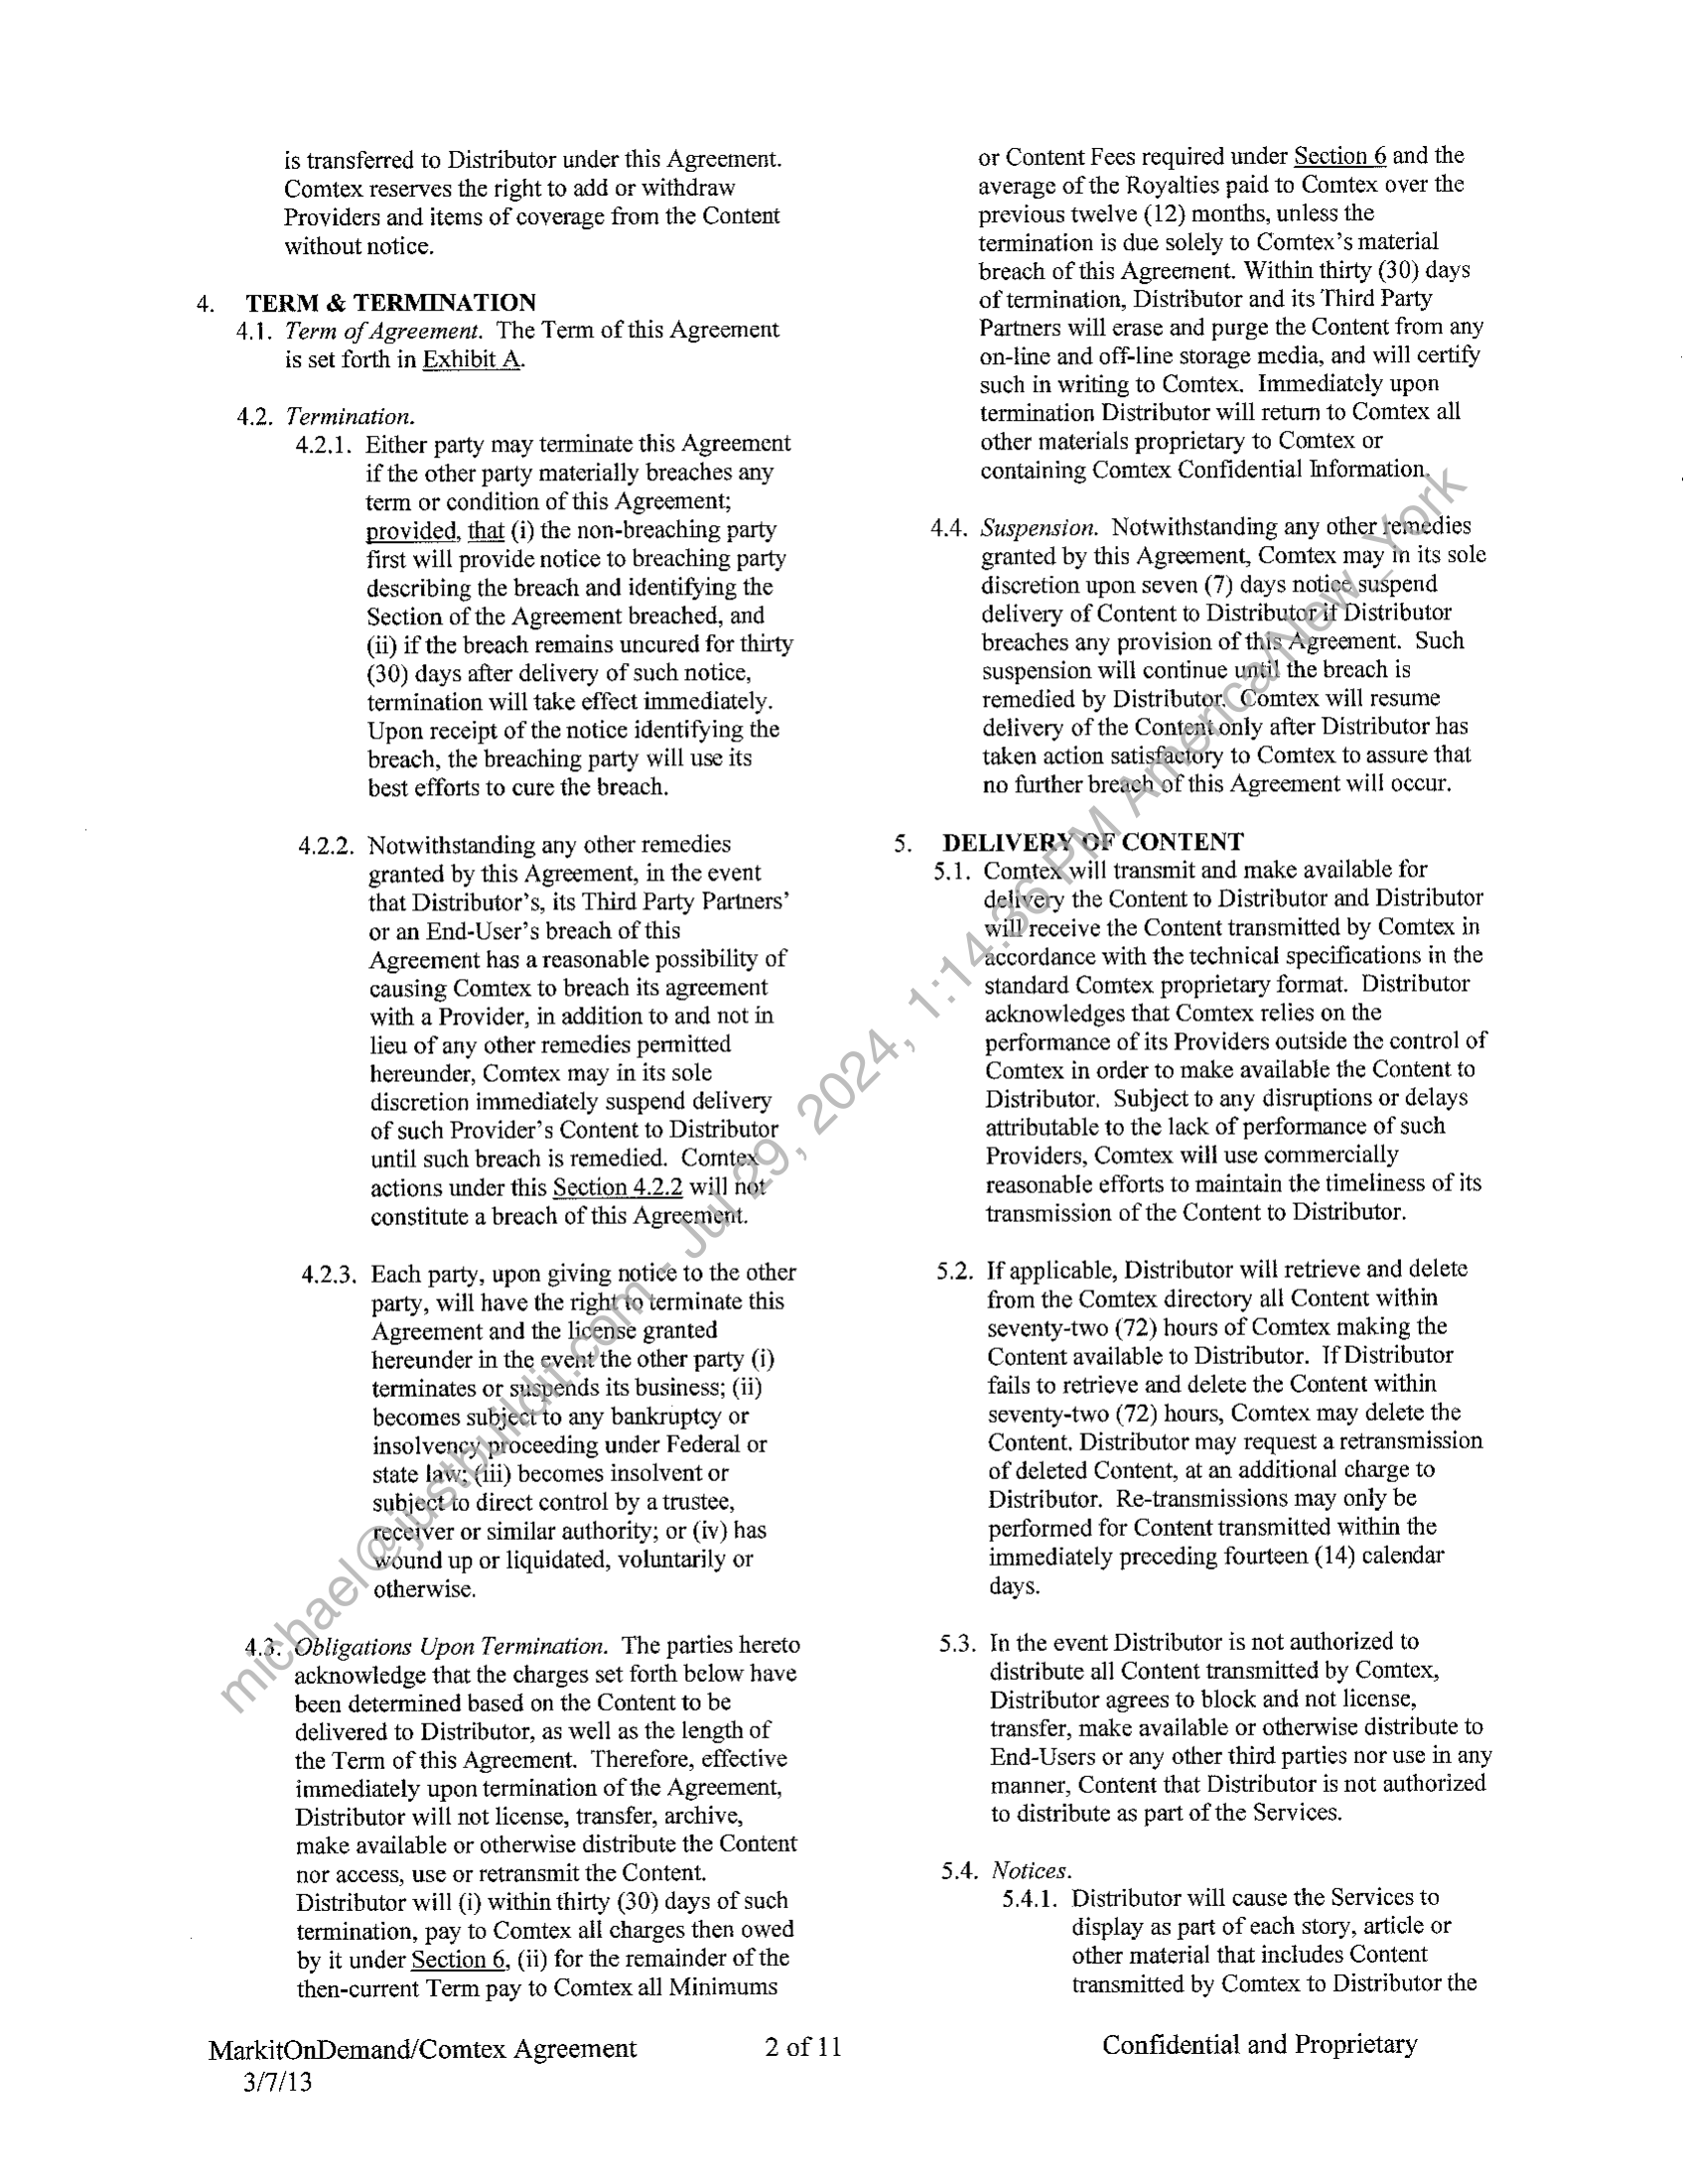 is transferred to Distributor under this Agreement.
Comtex reserves the right to add or withdraw
Providers and items of coverage from the Content
without notice.
4. TERM & TERMINATION
4.1. Term of Agreement. The Term of this Agreement
is set forth in Exhibit A.
4.2. Termination.
4.2.1. Either party may terminate this Agreement
if the other party materially breaches any
term or condition of this Agreement;
provided, that (i) the non-breaching party
first will provide notice to breaching party
describing the breach and identifying the
Section of the Agreement breached, and
(ii) if the breach remains uncured for thirty
(30) days after delivery of such notice,
termination will take effect immediately.
Upon receipt of the notice identifying the
breach, the breaching party will use its
best efforts to cure the breach.
4.2.2. Notwithstanding any other remedies
granted by this Agreement, in the event
that Distributor's, its Third Party Partners'
or an End-User's breach of this
Agreement has a reasonable possibility of
causing Comtex to breach its agreement
with a Provider, in addition to and not in
lieu of any other remedies permitted
hereunder, Comtex may in its sole
discretion immediately suspend delivery
of such Provider's Content to Distributor
until such breach is remedied. Comtex
actions under this Section 4.2.2 will not
constitute a breach of this Agreement.
4.2.3. Each party, upon giving notice to the other
party, will have the right to terminate this
Agreement and the license granted
hereunder in the event the other party (i)
terminates or suspends its business; (ii)
becomes subject to any bankruptcy or
insolvency proceeding under Federal or
state law; (iii) becomes insolvent or
subject to direct control by a trustee,
receiver or similar authority; or (iv) has
wound up or liquidated, voluntarily or
otherwise.
4.3. Obligations Upon Termination. The parties hereto
acknowledge that the charges set forth below have
been determined based on the Content to be
delivered to Distributor, as well as the length of
the Term of this Agreement. Therefore, effective
immediately upon termination of the Agreement,
Distributor will not license, transfer, archive,
make available or otherwise distribute the Content
nor access, use or retransmit the Content.
Distributor will (i) within thirty (30) days of such
termination, pay to Comtex all charges then owed
by it under Section 6, (ii) for the remainder of the
then-current Term pay to Comtex all Minimums
or Content Fees required under Section 6 and the
average of the Royalties paid to Comtex over the
previous twelve (12) months, unless the
termination is due solely to Comtex's material
breach of this Agreement. Within thirty (30) days
of termination, Distributor and its Third Party
Partners will erase and purge the Content from any
on-line and off-line storage media, and will certify
such in writing to Comtex. Immediately upon
termination Distributor will return to Comtex all
other materials proprietary to Comtex or
containing Comtex Confidential Information.
4.4. Suspension. Notwithstanding any other remedies
granted by this Agreement, Comtex may in its sole
discretion upon seven (7) days notice suspend
delivery of Content to Distributor if Distributor
breaches any provision of this Agreement. Such
suspension will continue until the breach is
remedied by Distributor. Comtex will resume
delivery of the Content only after Distributor has
taken action satisfactory to Comtex to assure that
no further breach of this Agreement will occur.
5. DELIVERY OF CONTENT
5.1. Comtex will transmit and make available for
delivery the Content to Distributor and Distributor
will receive the Content transmitted by Comtex in
accordance with the technical specifications in the
standard Comtex proprietary format. Distributor
acknowledges that Comtex relies on the
performance of its Providers outside the control of
Comtex in order to make available the Content to
Distributor. Subject to any disruptions or delays
attributable to the lack of performance of such
Providers, Comtex will use commercially
reasonable efforts to maintain the timeliness of its
transmission of the Content to Distributor.
5.2. If applicable, Distributor will retrieve and delete
from the Comtex directory all Content within
seventy-two (72) hours of Comtex making the
Content available to Distributor. If Distributor
fails to retrieve and delete the Content within
seventy-two (72) hours, Comtex may delete the
Content. Distributor may request a retransmission
of deleted Content, at an additional charge to
Distributor. Re-transmissions may only be
performed for Content transmitted within the
immediately preceding fourteen (14) calendar
days.
5.3. In the event Distributor is not authorized to
distribute all Content transmitted by Comtex,
Distributor agrees to block and not license,
transfer, make available or otherwise distribute to
End-Users or any other third parties nor use in any
manner, Content that Distributor is not authorized
to distribute as part of the Services.
5.4. Notices.
5.4.1. Distributor will cause the Services to
display as part of each story, article or
other material that includes Content
transmitted by Comtex to Distributor the
MarkitOnDemand/Comtex Agreement 2 of 11 Confidential and Proprietary
3/7/13
michael@justbuildit.com - Jul 29, 2024, 1:14:36 PM America/New_York